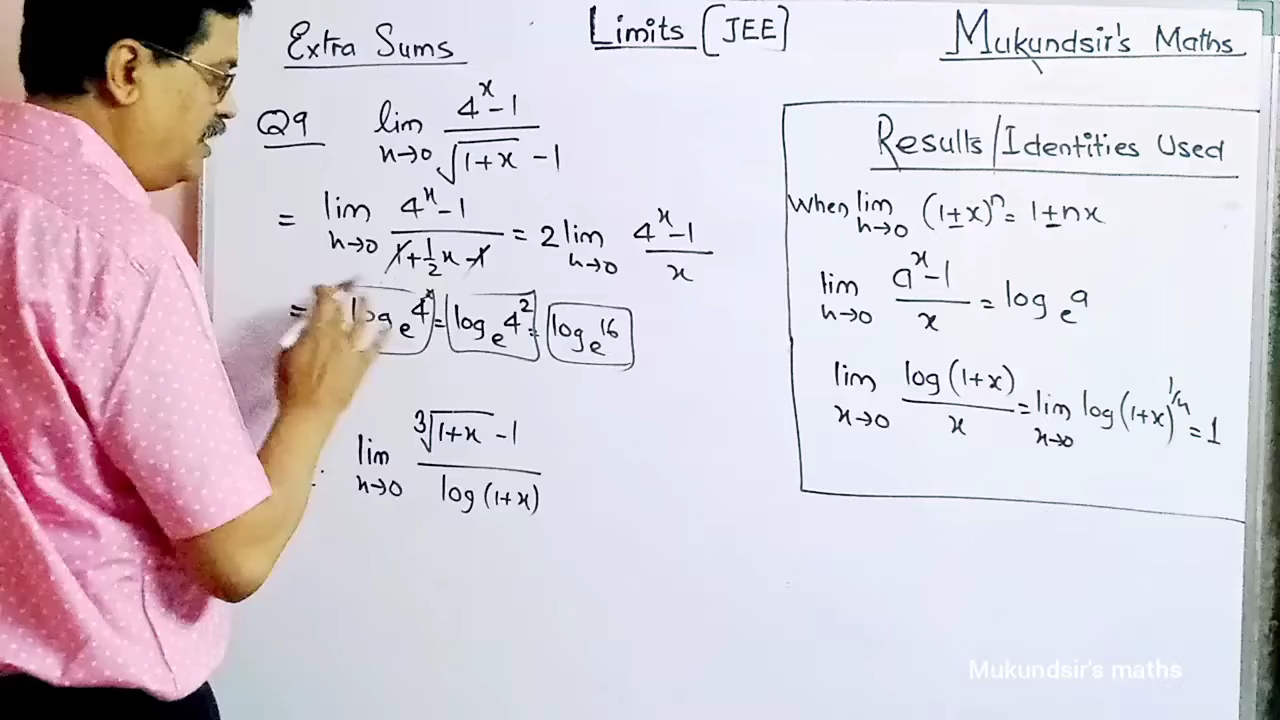 Extra Sums
Limits [JEE]
Mukundsir's Maths
Q9 lim x→0 (4^x - 1) / (√(1+x) - 1)
= lim x→0 (4^x - 1) / (1 + 1/2 x - 1) = 2 lim x→0 (4^x - 1) / x
= log_e 4 = log_e 4^2 = log_e 16
lim x→0 (∛(1+x) - 1) / log(1+x)
Results/Identities Used
When lim x→0 (1±x)^n = 1±nx
lim x→0 (a^x - 1) / x = log_e a
lim x→0 log(1+x) / x = lim x→0 log(1+x)^1/x = 1
Mukundsir's maths